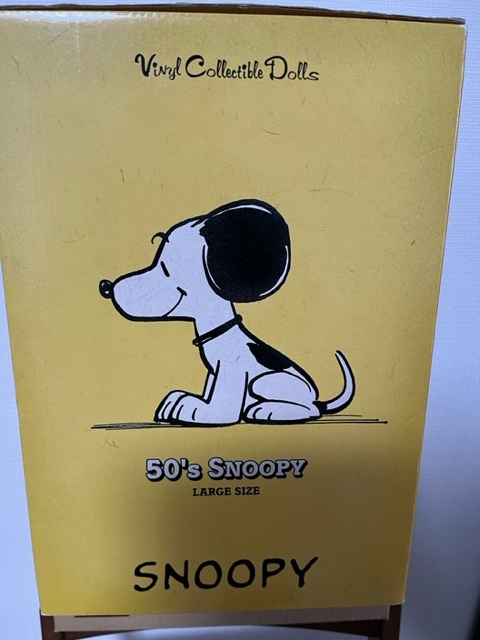 Vinyl Collectible Dolls
50's SNOOPY
LARGE SIZE
SNOOPY